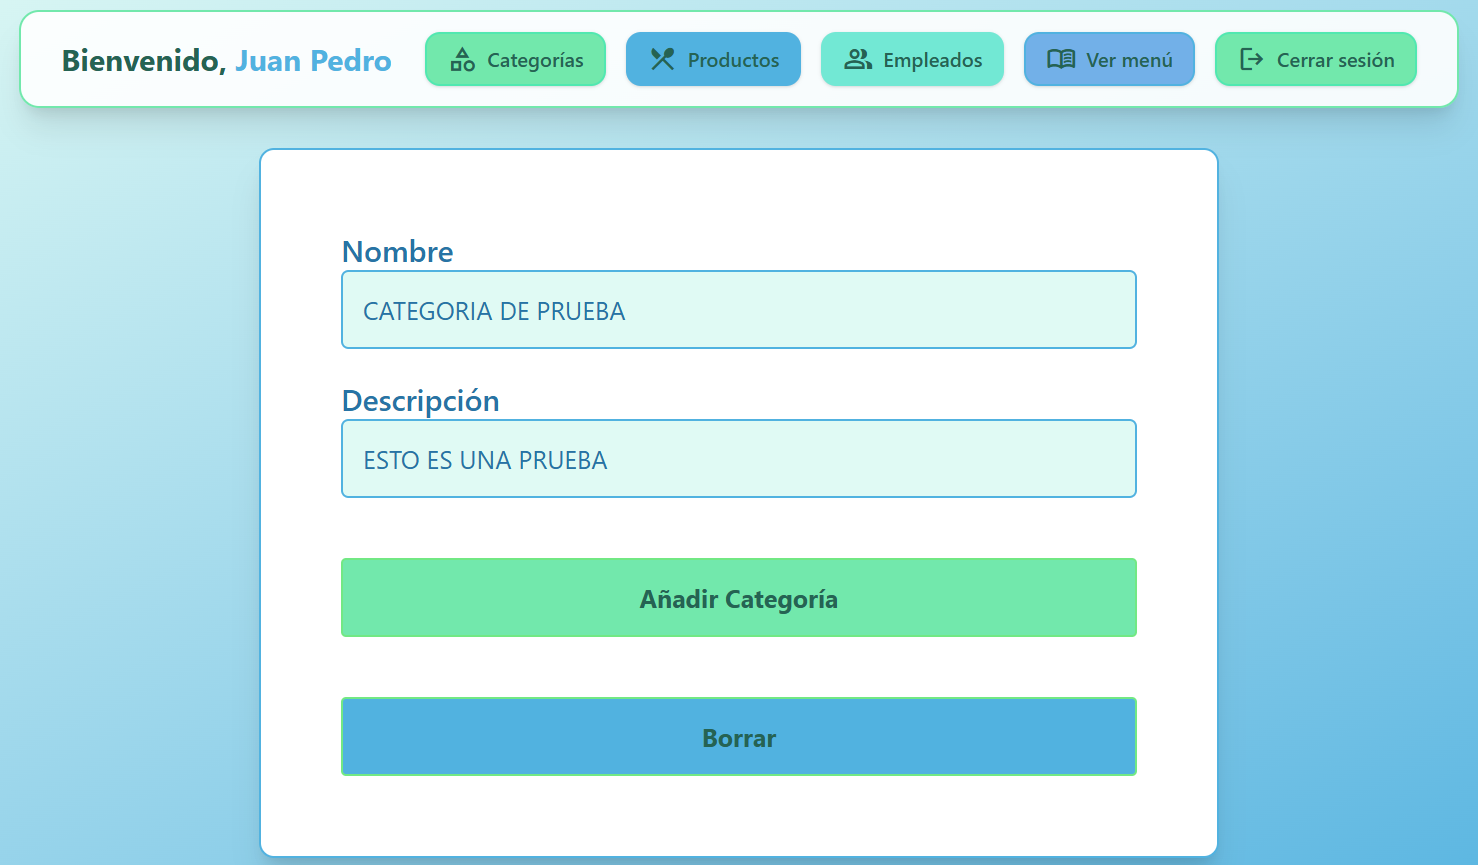 Bienvenido, Juan Pedro
Categorías
Productos
Empleados
Ver menú
Cerrar sesión
Nombre
CATEGORIA DE PRUEBA
Descripción
ESTO ES UNA PRUEBA
Añadir Categoría
Borrar